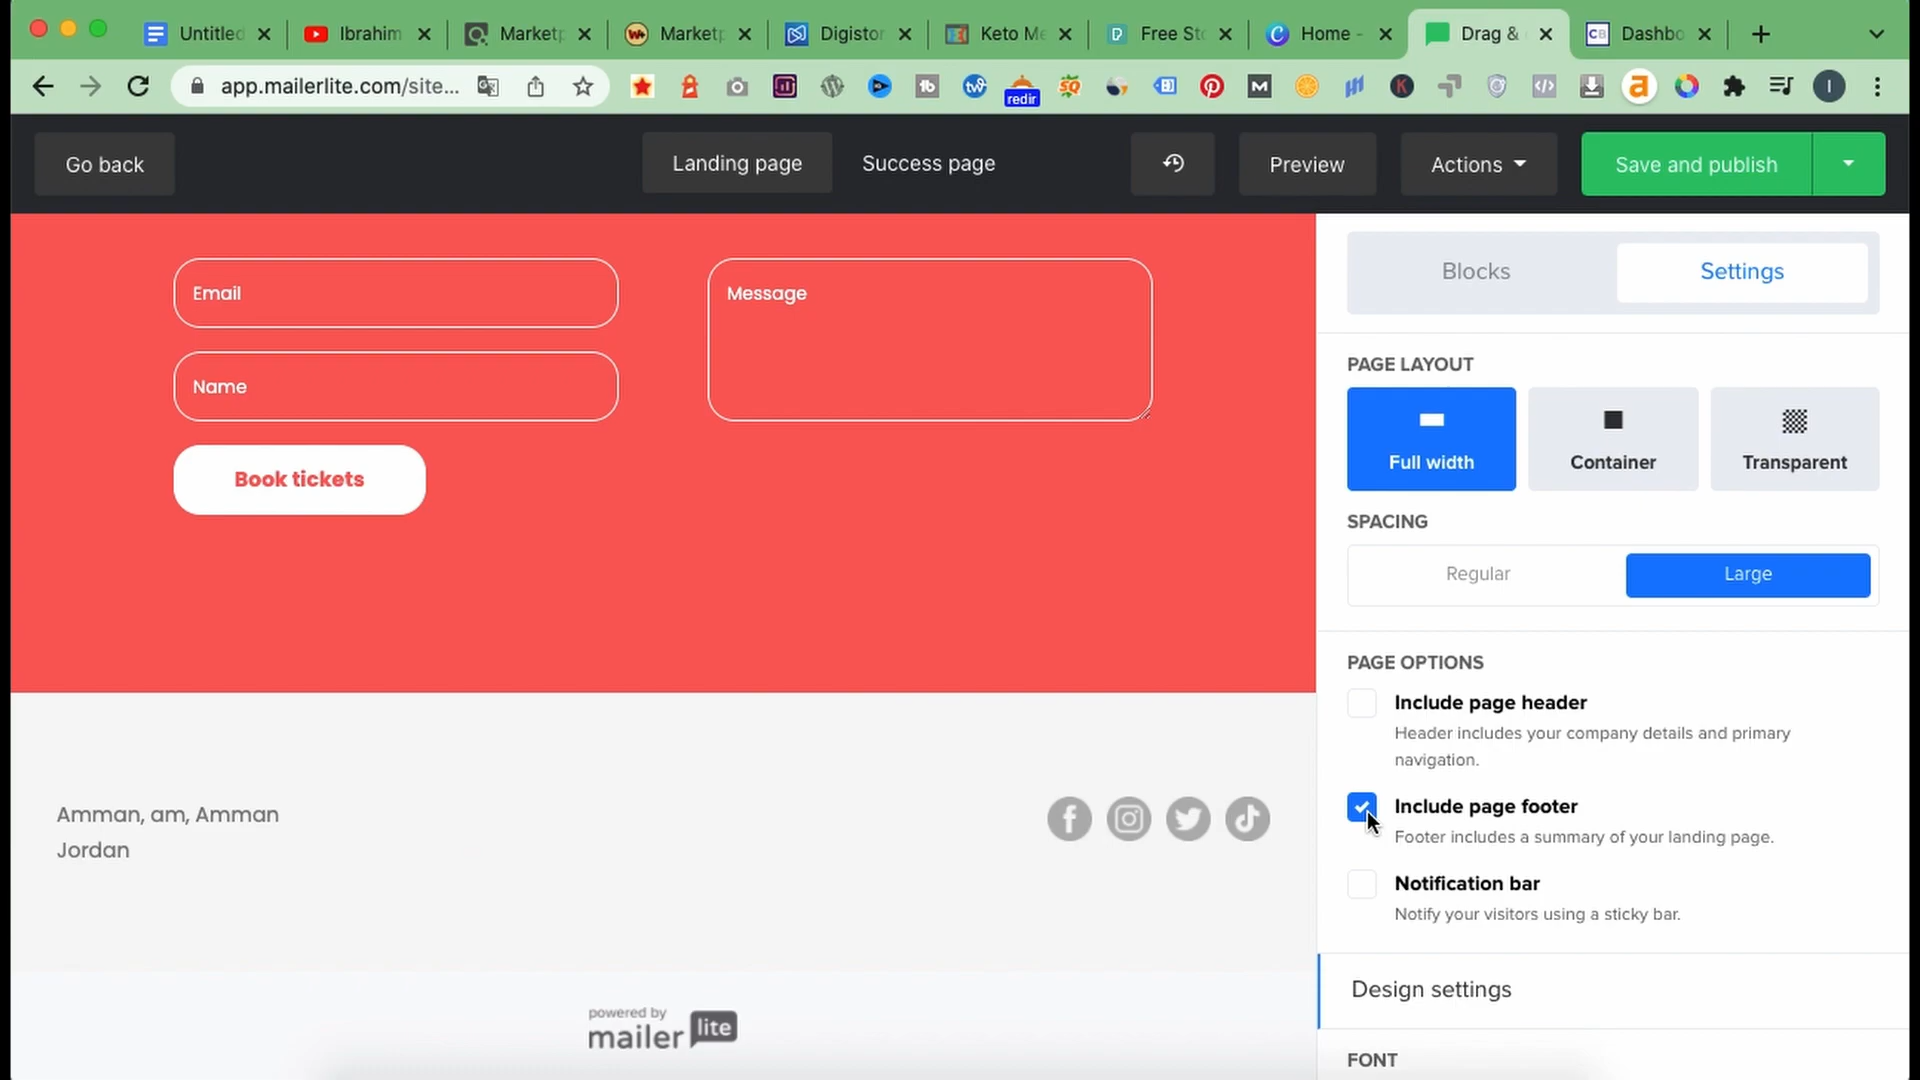 Untitled
Ibrahim
Marketp
Marketp
Digistor
Keto Me
Free Sto
Home -
Drag &
CB Dashbo
app.mailerlite.com/site...
redir
Go back
Landing page
Success page
Preview
Actions
Save and publish
Email
Message
Name
Book tickets
Blocks
Settings
PAGE LAYOUT
Full width
Container
Transparent
SPACING
Regular
Large
PAGE OPTIONS
Include page header
Header includes your company details and primary
navigation.
Include page footer
Footer includes a summary of your landing page.
Notification bar
Notify your visitors using a sticky bar.
Amman, am, Amman
Jordan
Design settings
powered by
mailer lite
FONT